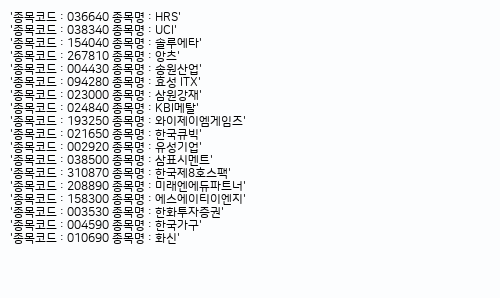 '종목코드 : 036640 종목명 : HRS'
'종목코드 : 038340 종목명 : UCI'
'종목코드 : 154040 종목명 : 솔루에타'
'종목코드 : 267810 종목명 : 앙츠'
'종목코드 : 004430 종목명 : 송원산업'
'종목코드 : 094280 종목명 : 효성 ITX'
'종목코드 : 023000 종목명 : 삼원강재'
'종목코드 : 024840 종목명 : KBI메탈'
'종목코드 : 193250 종목명 : 와이제이엠게임즈'
'종목코드 : 021650 종목명 : 한국큐빅'
'종목코드 : 002920 종목명 : 유성기업'
'종목코드 : 038500 종목명 : 삼표시멘트'
'종목코드 : 310870 종목명 : 한국제8호스팩'
'종목코드 : 208890 종목명 : 미래엔에듀파트너'
'종목코드 : 158300 종목명 : 에스에이티이엔지'
'종목코드 : 003530 종목명 : 한화투자증권'
'종목코드 : 004590 종목명 : 한국가구'
'종목코드 : 010690 종목명 : 화신'